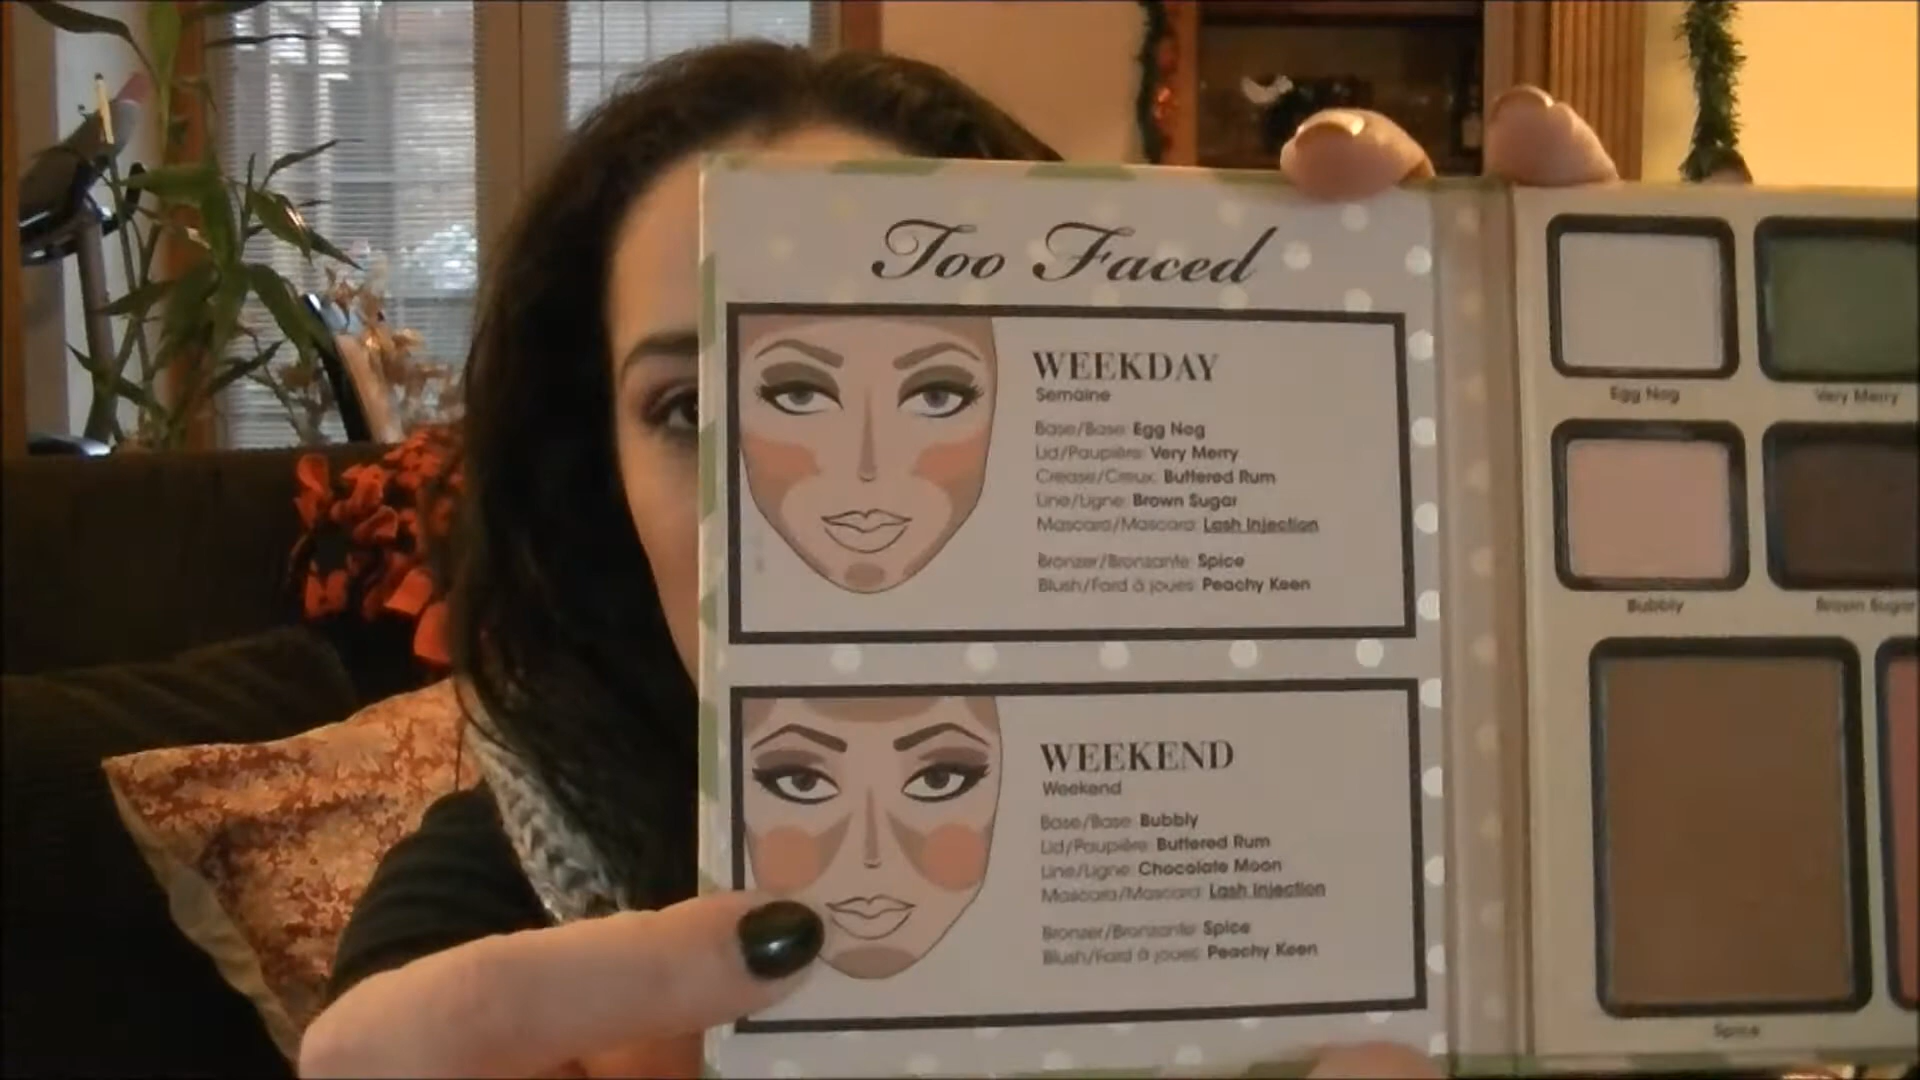 Too Faced
WEEKDAY
Semaine
Base/Base: Egg Nog
Lid/Paupière: Very Merry
Crease/Creux: Buttered Rum
Line/Ligne: Brown Sugar
Mascara/Mascara: Lash Injection
Bronzer/Bronzante: Spice
Blush/Fard à joues: Peachy Keen
WEEKEND
Weekend
Base/Base: Bubbly
Lid/Paupière: Buttered Rum
Line/Ligne: Chocolate Moon
Mascara/Mascara: Lash Injection
Bronzer/Bronzante: Spice
Blush/Fard à joues: Peachy Keen
Egg Nog
Very Merry
Bubbly
Brown Sugar
Spice